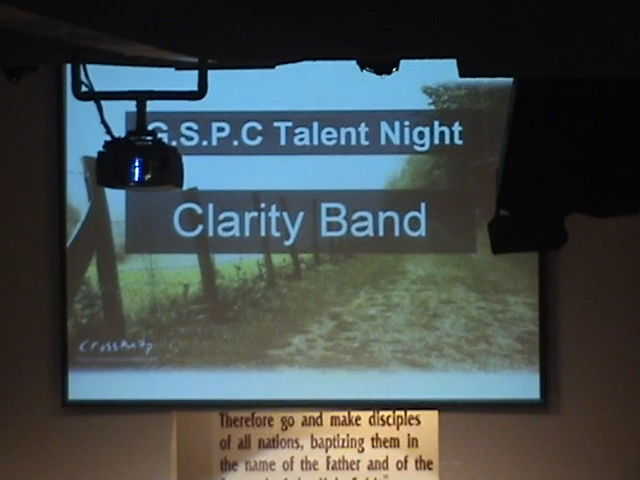 G.S.P.C Talent Night
Clarity Band
Therefore go and make disciples
of all nations, baptizing them in
the name of the Father and of the